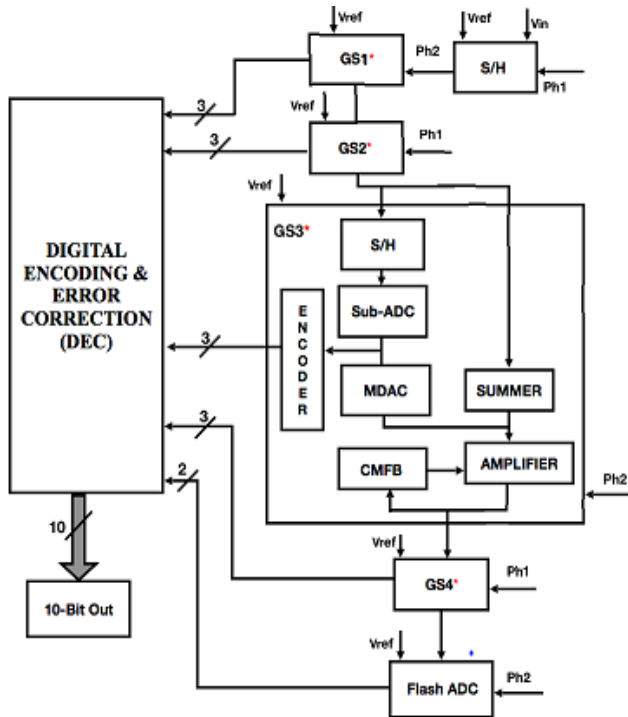 Vref
Vref
Vin
GS1*
Ph2
S/H
Ph1
3
Vref
GS2*
Ph1
3
Vref
GS3*
S/H
DIGITAL
ENCODING &
ERROR
CORRECTION
(DEC)
ENCODER
Sub-ADC
3
MDAC
SUMMER
3
CMFB
AMPLIFIER
2
Ph2
10
Vref
GS4*
Ph1
10-Bit Out
Vref
*
Flash ADC
Ph2